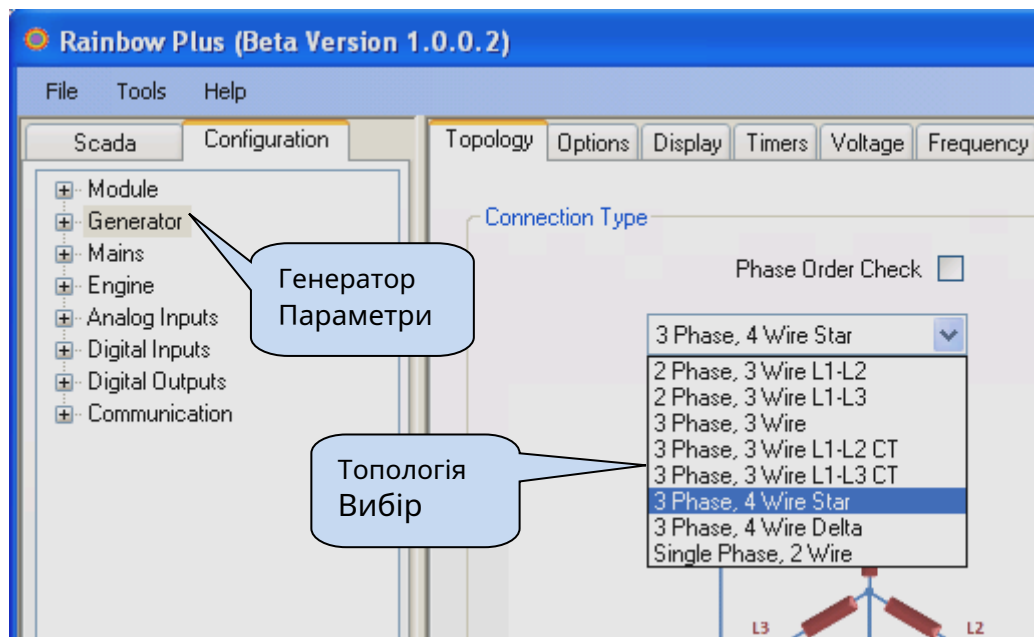 Rainbow Plus (Beta Version 1.0.0.2)
File Tools Help
Scada Configuration
Topology Options Display Timers Voltage Frequency
Module
Generator
Mains
Engine
Analog Inputs
Digital Inputs
Digital Outputs
Communication
Генератор
Параметри
Connection Type
Phase Order Check
3 Phase, 4 Wire Star
2 Phase, 3 Wire L1-L2
2 Phase, 3 Wire L1-L3
3 Phase, 3 Wire
3 Phase, 3 Wire L1-L2 CT
3 Phase, 3 Wire L1-L3 CT
3 Phase, 4 Wire Star
3 Phase, 4 Wire Delta
Single Phase, 2 Wire
Топологія
Вибір
L3 L2